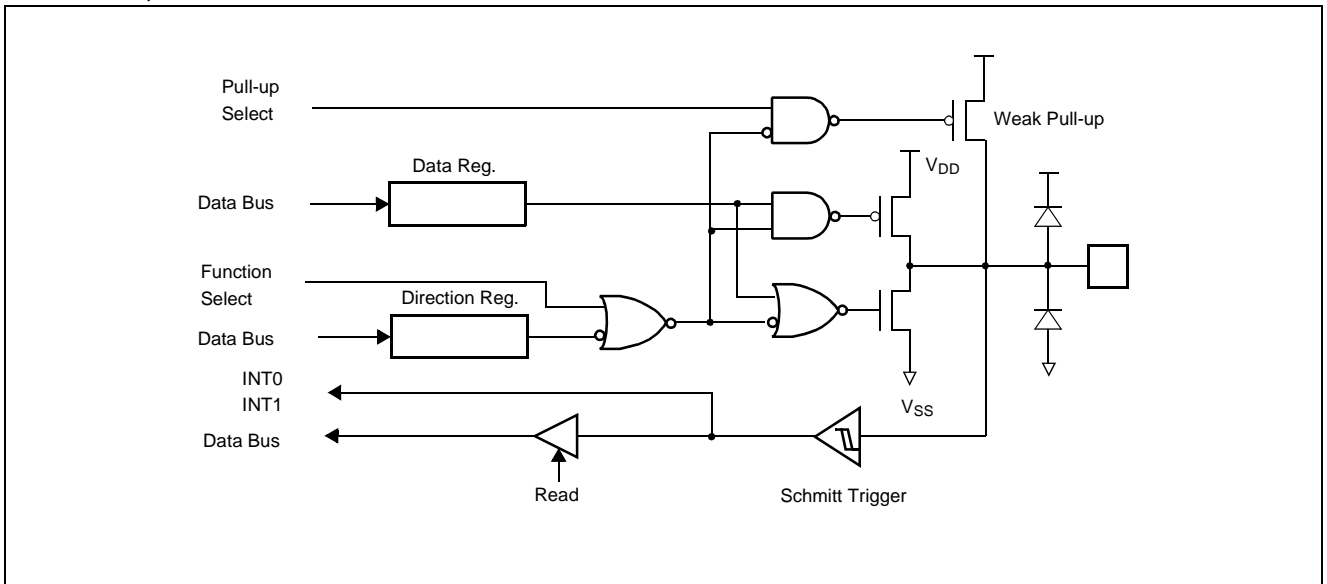 Pull-up
Select
Weak Pull-up
Data Reg.
VDD
Data Bus
Function
Select
Direction Reg.
Data Bus
INT0
INT1
VSS
Data Bus
Read
Schmitt Trigger